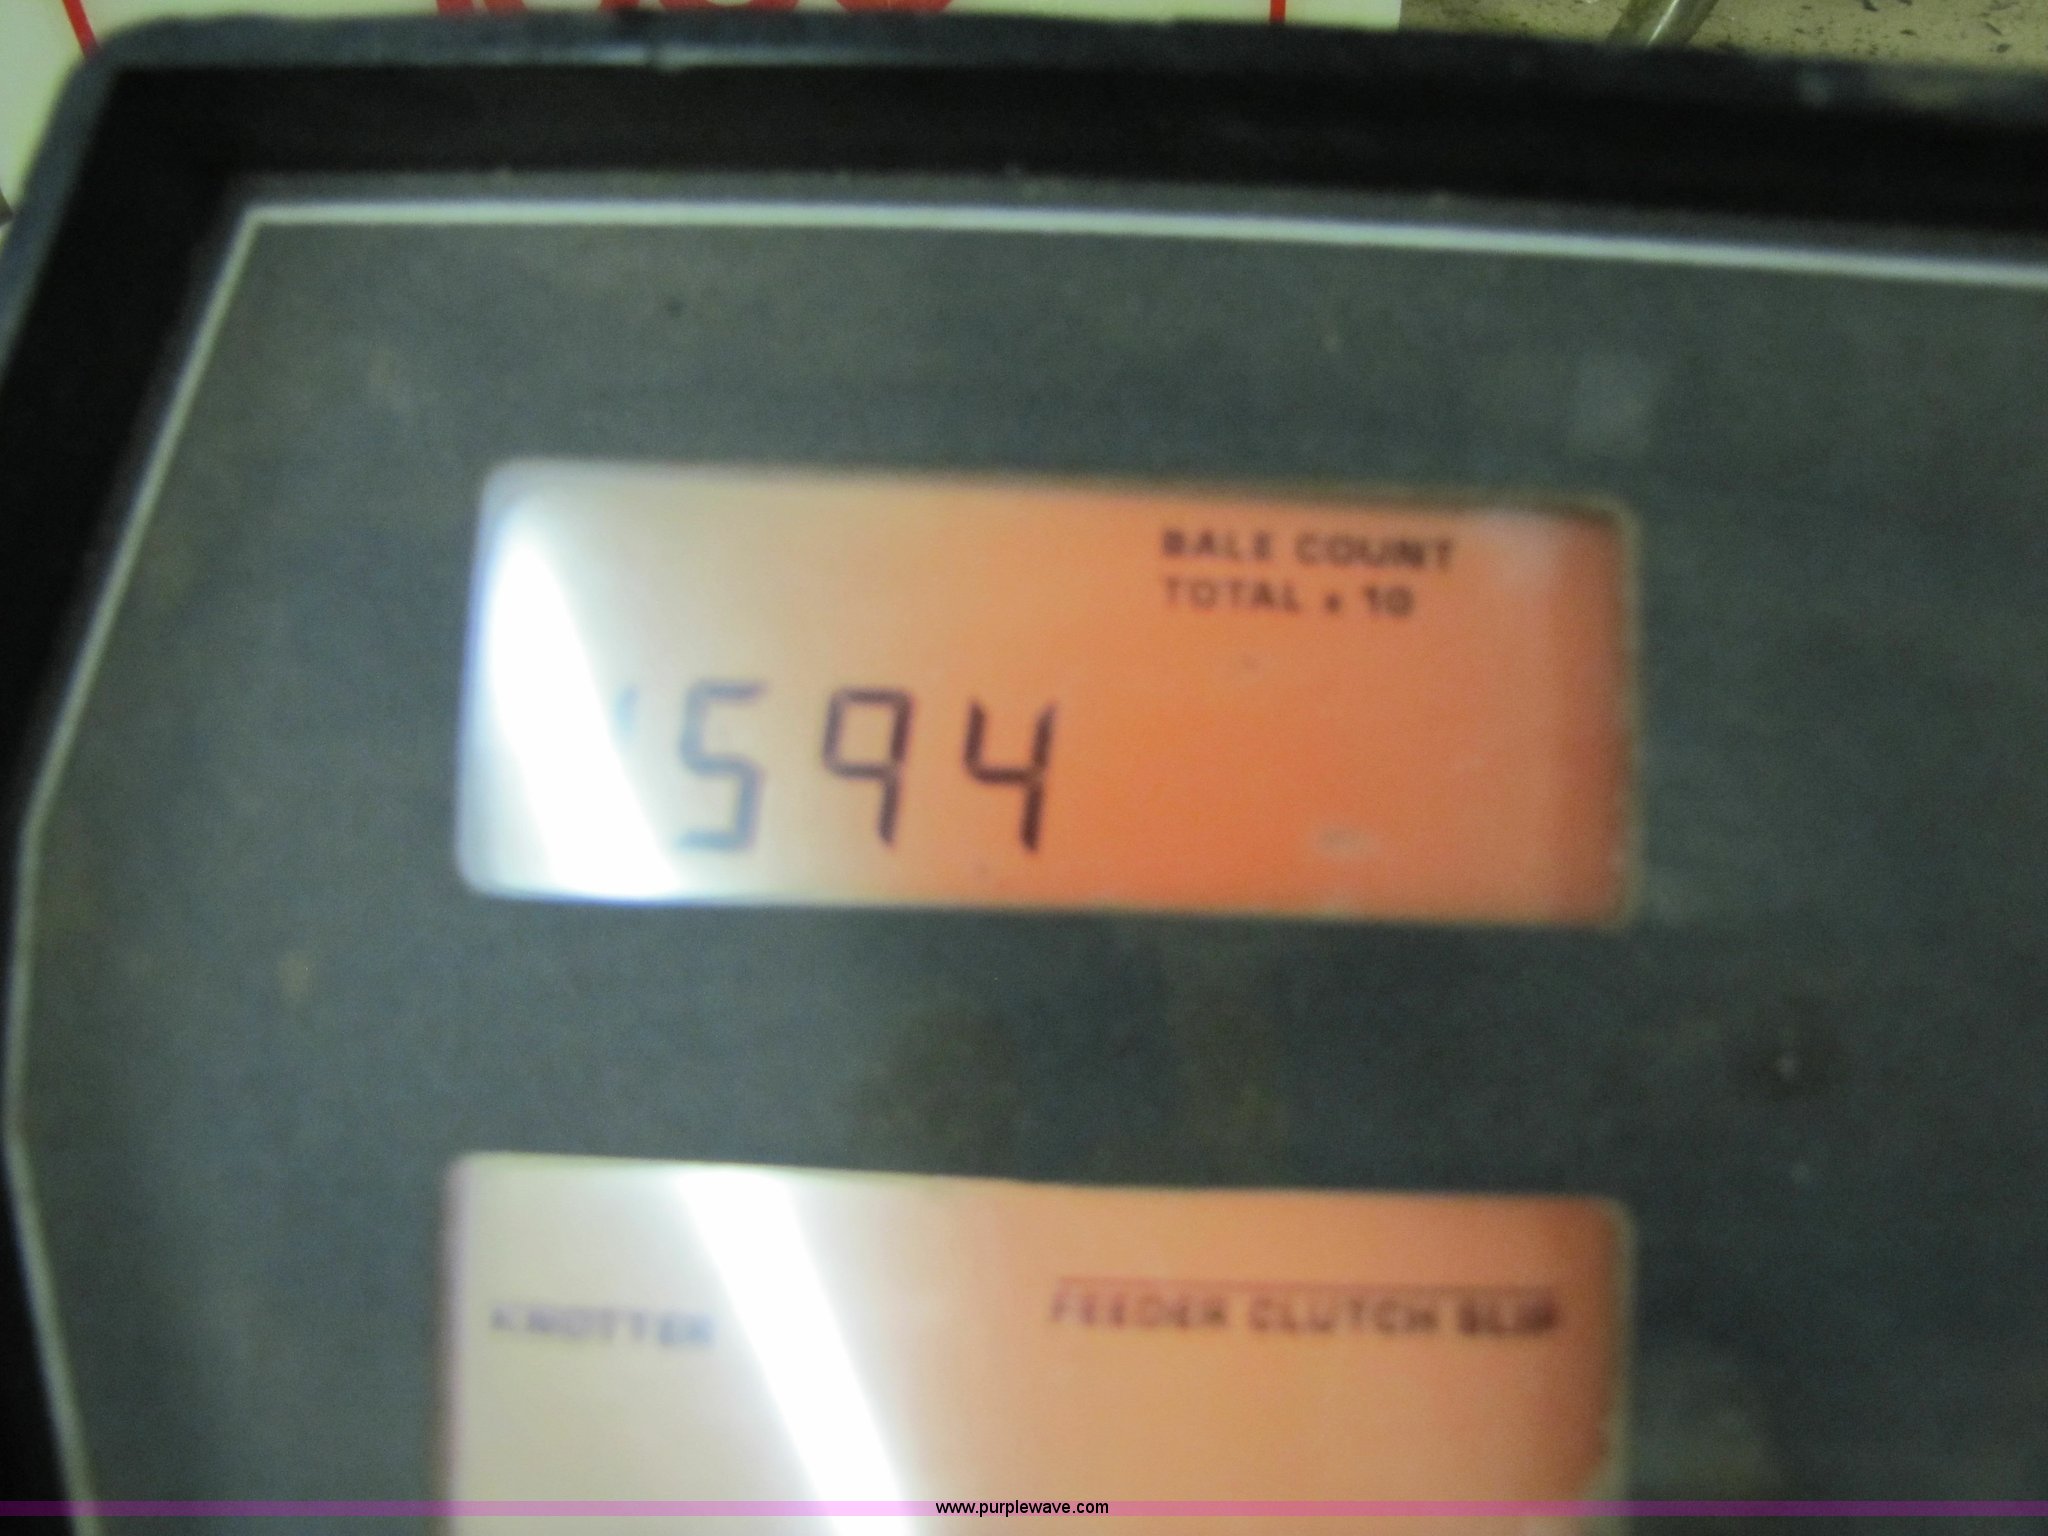 BALE COUNT
TOTAL x 10
594
KNOTTER
FEEDER CLUTCH SLIP
www.purplewave.com